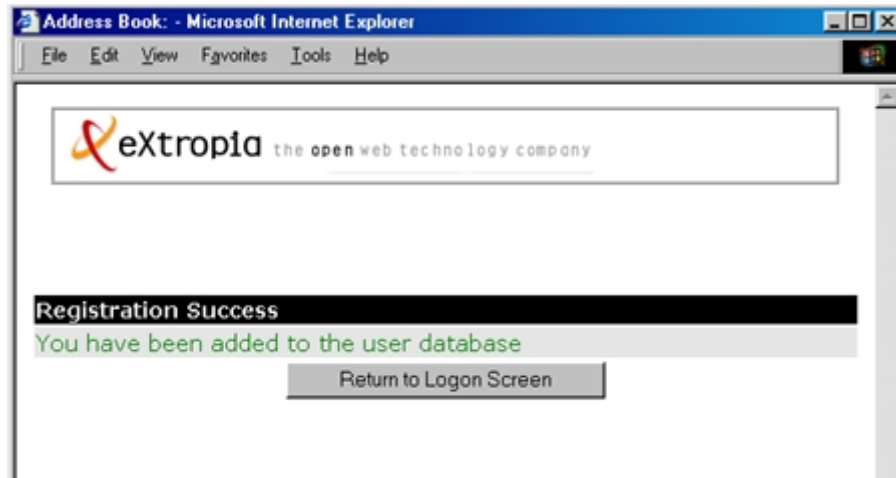 Address Book: - Microsoft Internet Explorer
File Edit View Favorites Tools Help
eXtropia the open web technology company
Registration Success
You have been added to the user database
Return to Logon Screen